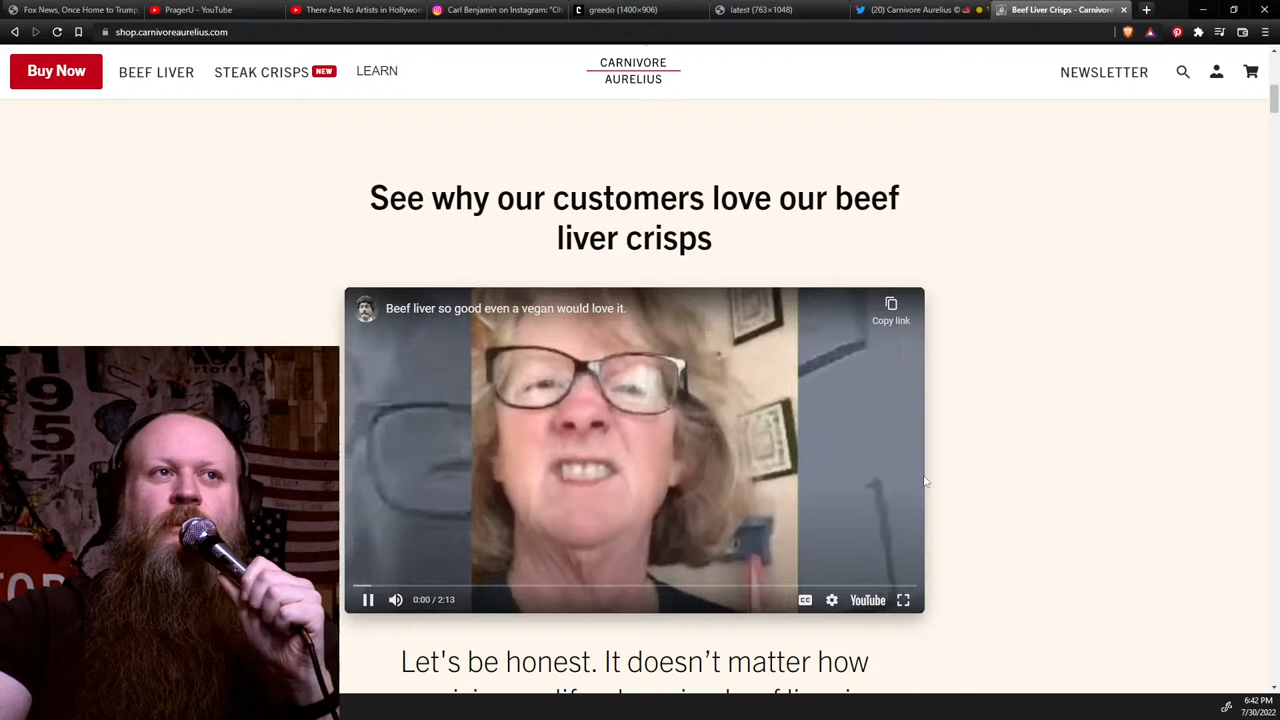 Fox News, Once Home to Trump,
PragerU - YouTube
There Are No Artists in Hollywoo
Carl Benjamin on Instagram: "Ch
greedo (1400×906)
latest (763×1048)
(20) Carnivore Aurelius ©
Beef Liver Crisps - Carnivore
shop.carnivoreaurelius.com
Buy Now
BEEF LIVER
STEAK CRISPS NEW
LEARN
CARNIVORE
AURELIUS
NEWSLETTER
See why our customers love our beef
liver crisps
Beef liver so good even a vegan would love it.
Copy link
0:00 / 2:13
CC
YouTube
1957
Let's be honest. It doesn't matter how
6:42 PM
7/30/2022